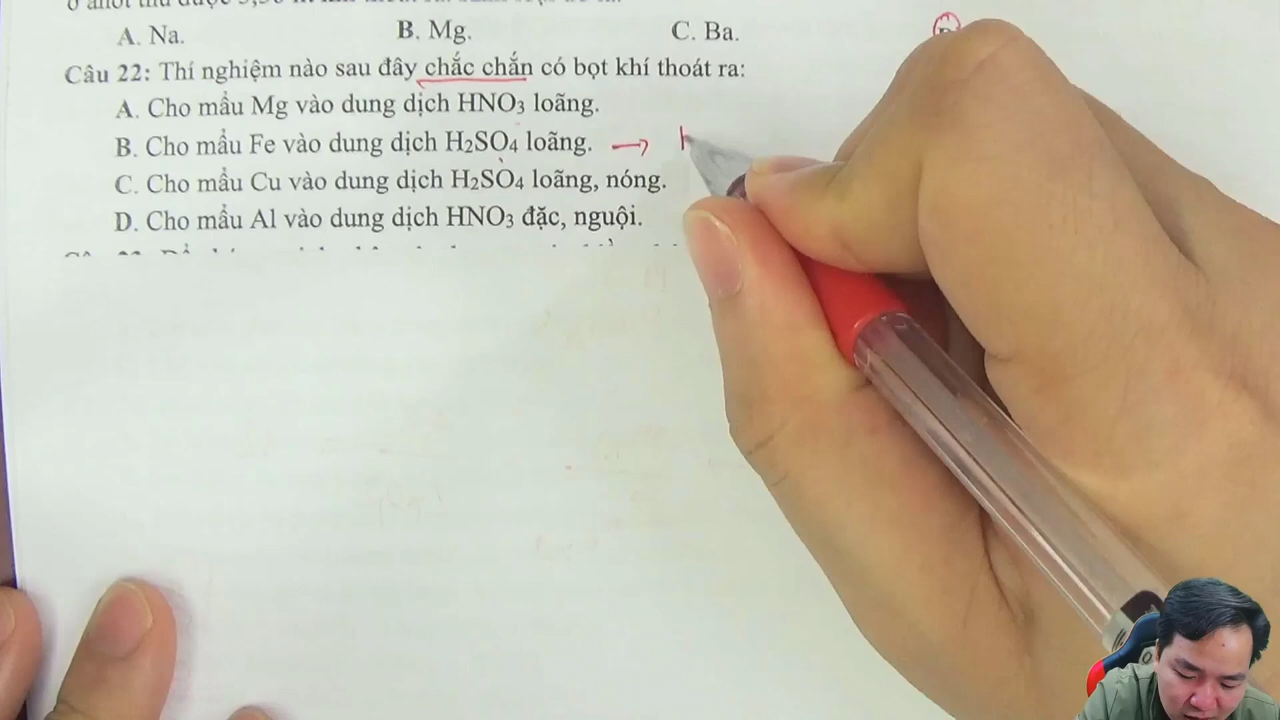 A. Na. B. Mg. C. Ba.
Câu 22: Thí nghiệm nào sau đây chắc chắn có bọt khí thoát ra:
A. Cho mẩu Mg vào dung dịch HNO₃ loãng.
B. Cho mẩu Fe vào dung dịch H₂SO₄ loãng. →
C. Cho mẩu Cu vào dung dịch H₂SO₄ loãng, nóng.
D. Cho mẩu Al vào dung dịch HNO₃ đặc, nguội.